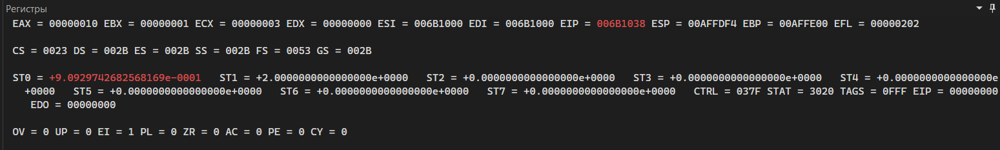 Регистры
EAX = 00000010 EBX = 00000001 ECX = 00000003 EDX = 00000000 ESI = 006B1000 EDI = 006B1000 EIP = 006B1038 ESP = 00AFFDF4 EBP = 00AFFE00 EFL = 00000202
CS = 0023 DS = 002B ES = 002B SS = 002B FS = 0053 GS = 002B
ST0 = +9.0929742682568169e-0001 ST1 = +2.0000000000000000e+0000 ST2 = +0.0000000000000000e+0000 ST3 = +0.0000000000000000e+0000 ST4 = +0.0000000000000000e
+0000 ST5 = +0.0000000000000000e+0000 ST6 = +0.0000000000000000e+0000 ST7 = +0.0000000000000000e+0000 CTRL = 037F STAT = 3020 TAGS = 0FFF EIP = 00000000
EDO = 00000000
OV = 0 UP = 0 EI = 1 PL = 0 ZR = 0 AC = 0 PE = 0 CY = 0